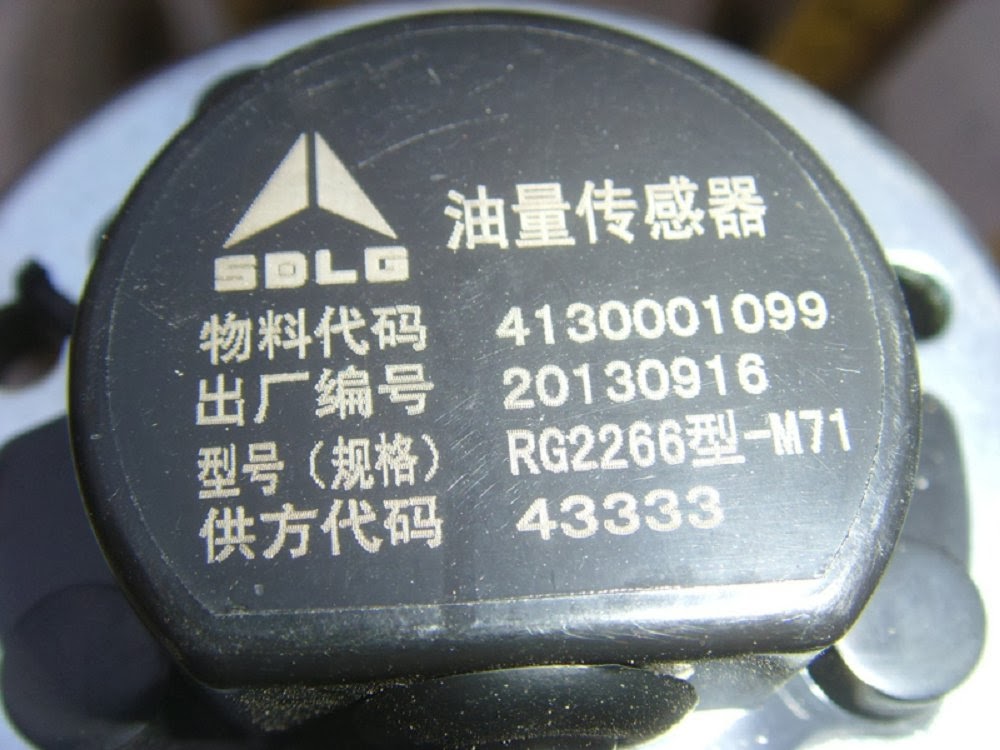 SDLG 油量传感器
物料代码 4130001099
出厂编号 20130916
型号（规格） RG2266型-M71
供方代码 43333